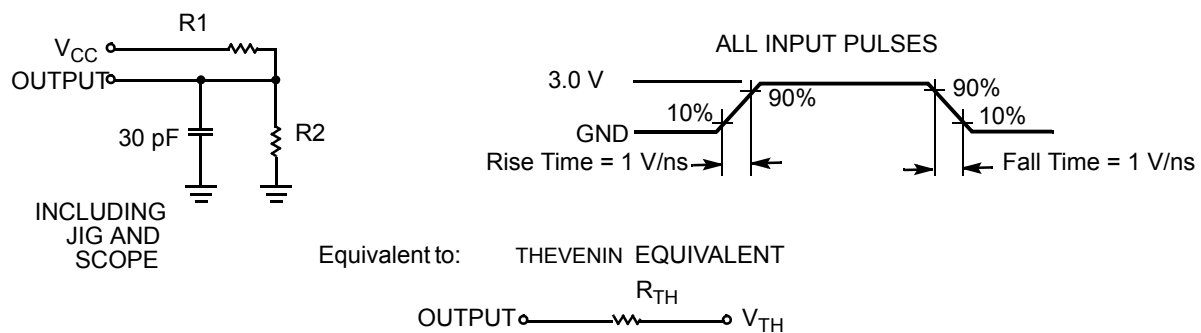 R1
V_CC
OUTPUT
30 pF
R2
INCLUDING
JIG AND
SCOPE
ALL INPUT PULSES
3.0 V
GND
10%
90%
90%
10%
Rise Time = 1 V/ns
Fall Time = 1 V/ns
Equivalent to: THEVENIN EQUIVALENT
R_TH
OUTPUT V_TH